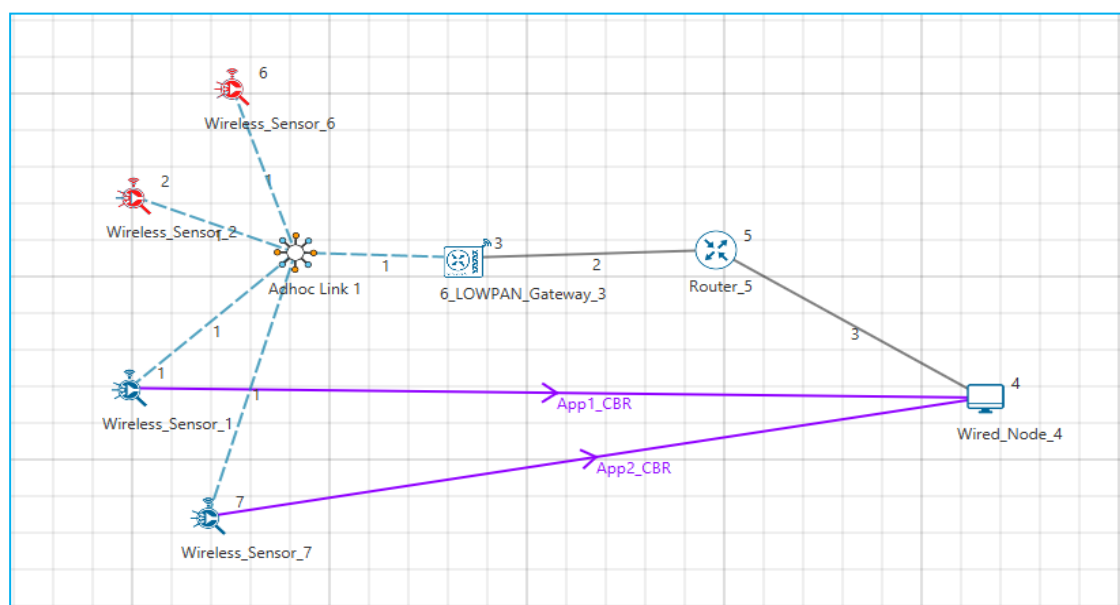 6
Wireless_Sensor_6
1
2
Wireless_Sensor_2
1
Adhoc Link 1
1
3
6_LOWPAN_Gateway_3
2
5
Router_5
3
1
1
Wireless_Sensor_1
1
App1_CBR
4
Wired_Node_4
App2_CBR
7
Wireless_Sensor_7